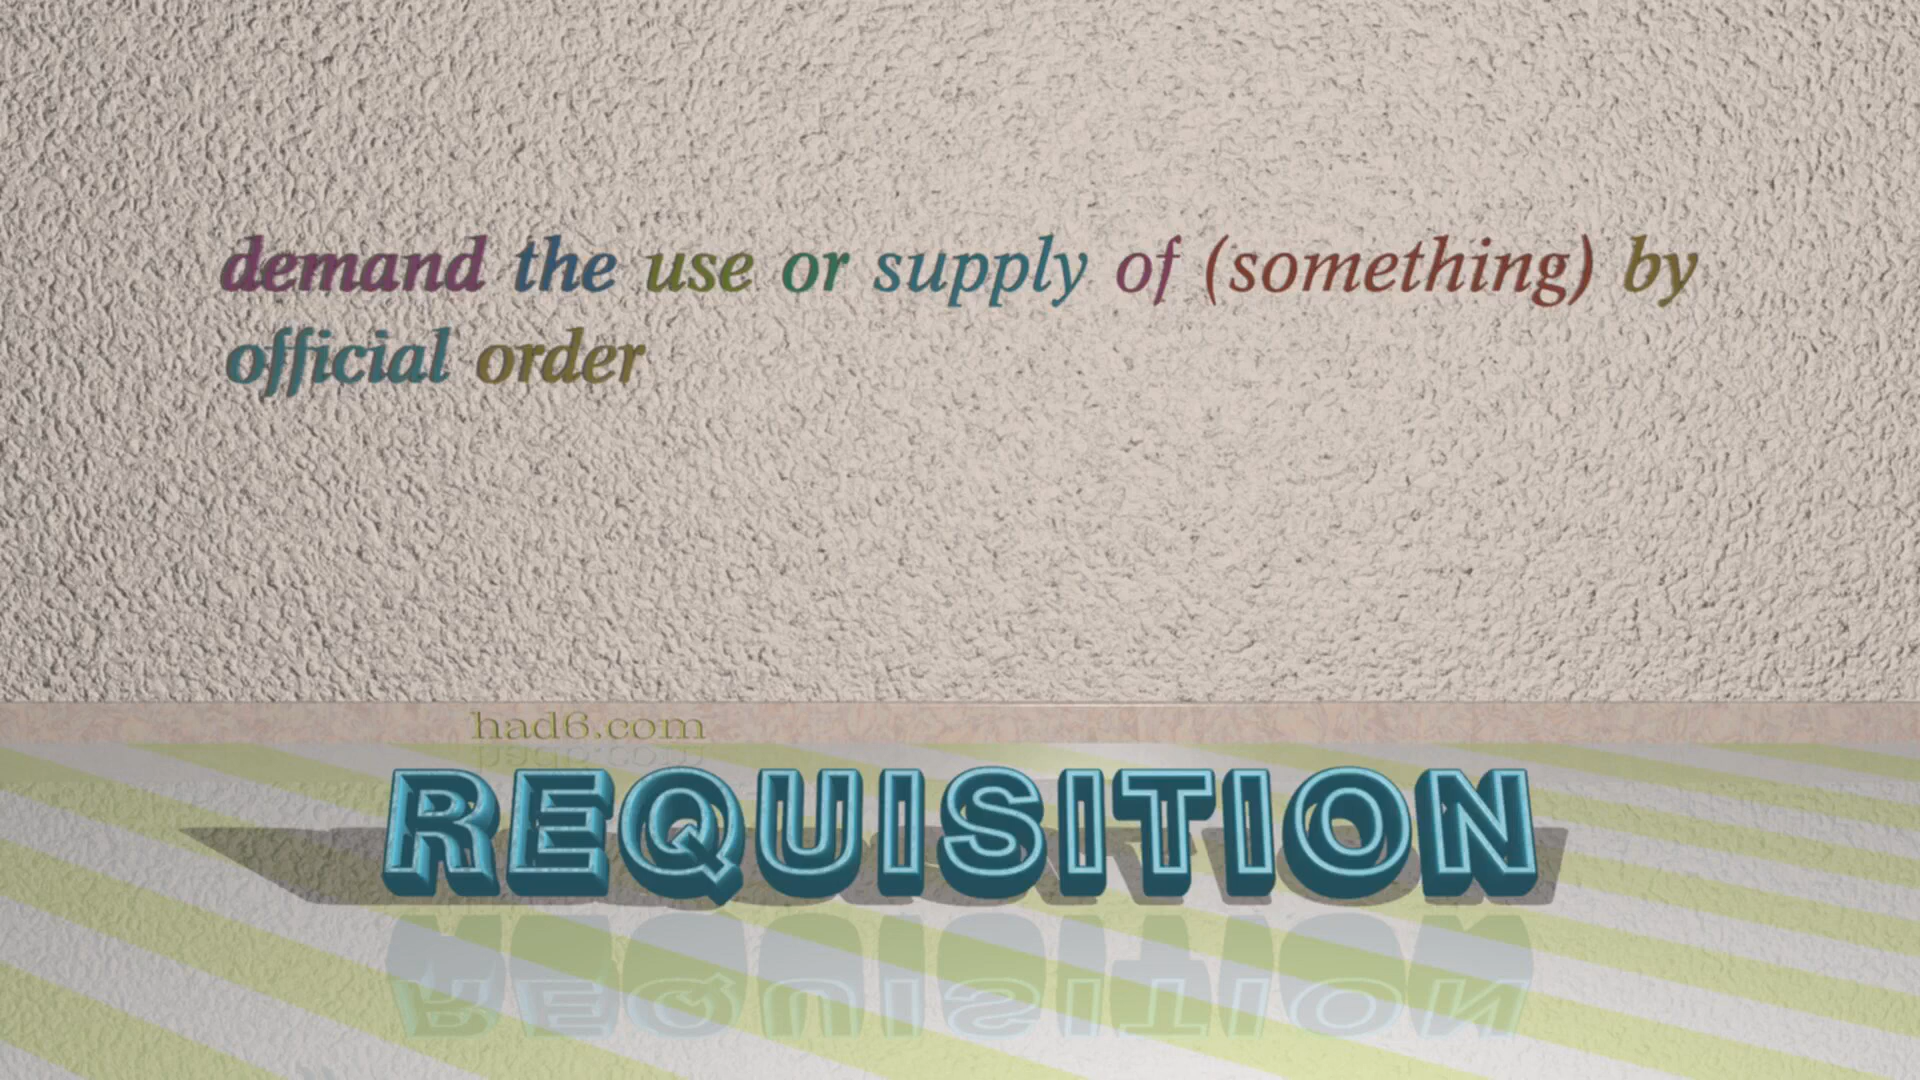 demand the use or supply of (something) by
official order
had6.com
REQUISITION